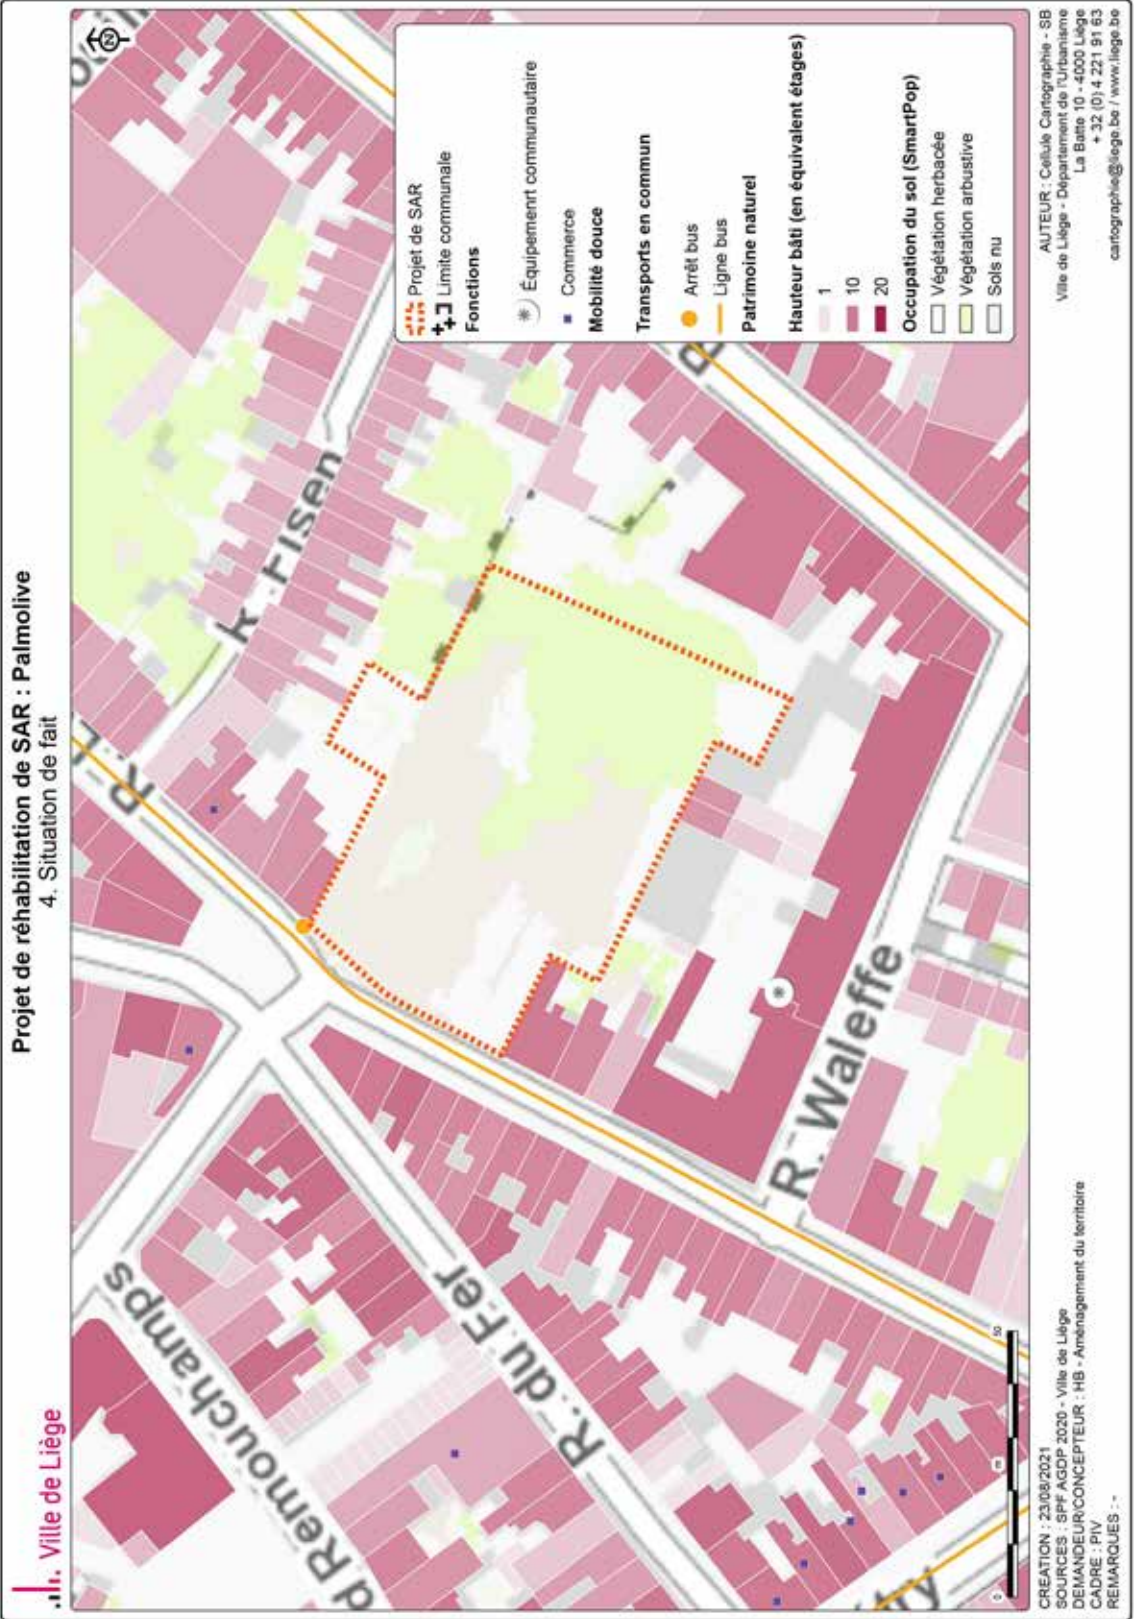 Ville de Liège
Projet de réhabilitation de SAR : Palmolive
4. Situation de fait
N
d Remouchamps
R. du Fer
R. Waleffe
R. Eisen
R.
Projet de SAR
Limite communale
Fonctions
Équipement communautaire
Commerce
Mobilité douce
Transports en commun
Arrêt bus
Ligne bus
Patrimoine naturel
Hauteur bâti (en équivalent étages)
1
10
20
Occupation du sol (SmartPop)
Végétation herbacée
Végétation arbustive
Sols nu
0
50
CREATION : 23/08/2021
SOURCES : SPF AGDP 2020 - Ville de Liège
DEMANDEUR/CONCEPTEUR : HB - Aménagement du territoire
CADRE : PIV
REMARQUES : -
AUTEUR : Cellule Cartographie - SB
Ville de Liège - Département de l'Urbanisme
La Batte 10 - 4000 Liège
+ 32 (0) 4 221 91 63
cartographie@liege.be / www.liege.be